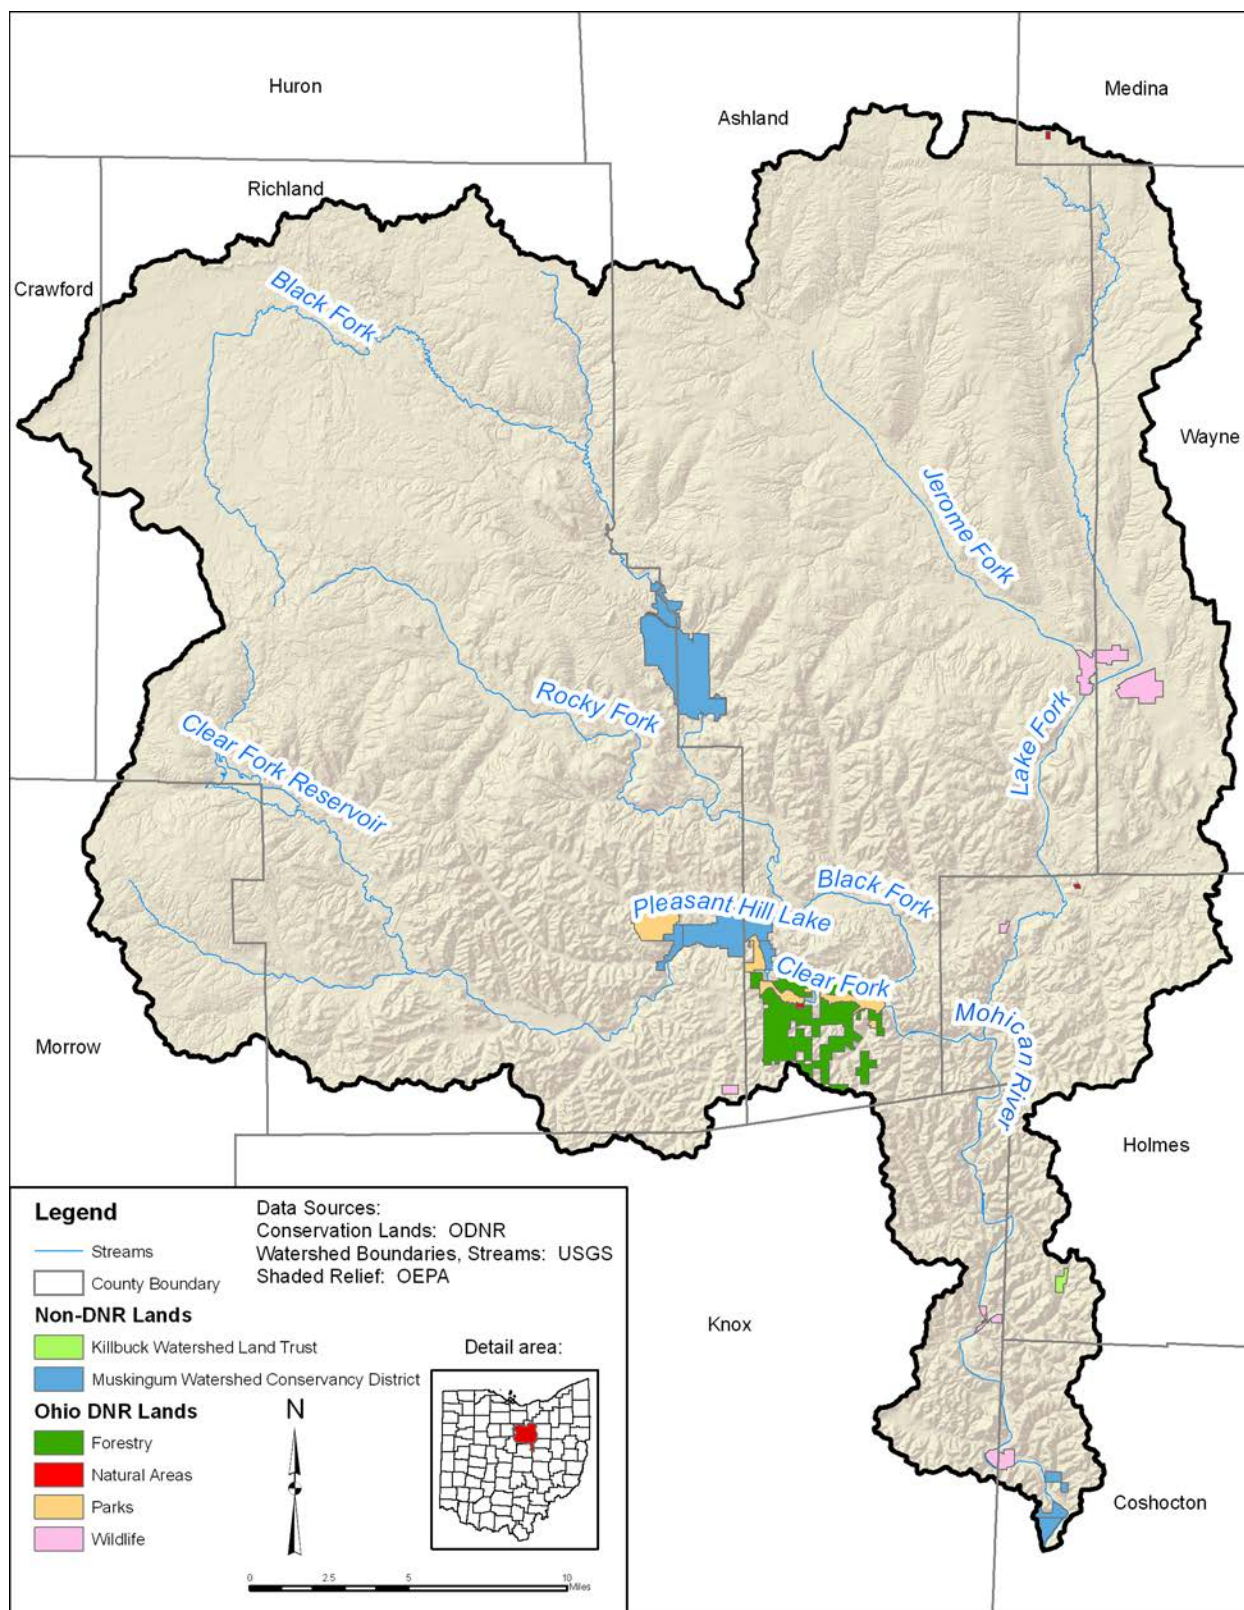 Huron
Medina
Ashland
Richland
Crawford
Black Fork
Wayne
Jerome Fork
Rocky Fork
Lake Fork
Clear Fork Reservoir
Black Fork
Pleasant Hill Lake
Clear Fork
Mohican River
Morrow
Holmes
Knox
Coshocton
Legend
Streams
County Boundary
Non-DNR Lands
Killbuck Watershed Land Trust
Muskingum Watershed Conservancy District
Ohio DNR Lands
Forestry
Natural Areas
Parks
Wildlife
Data Sources:
Conservation Lands: ODNR
Watershed Boundaries, Streams: USGS
Shaded Relief: OEPA
Detail area:
N
0 2.5 5 10
Miles